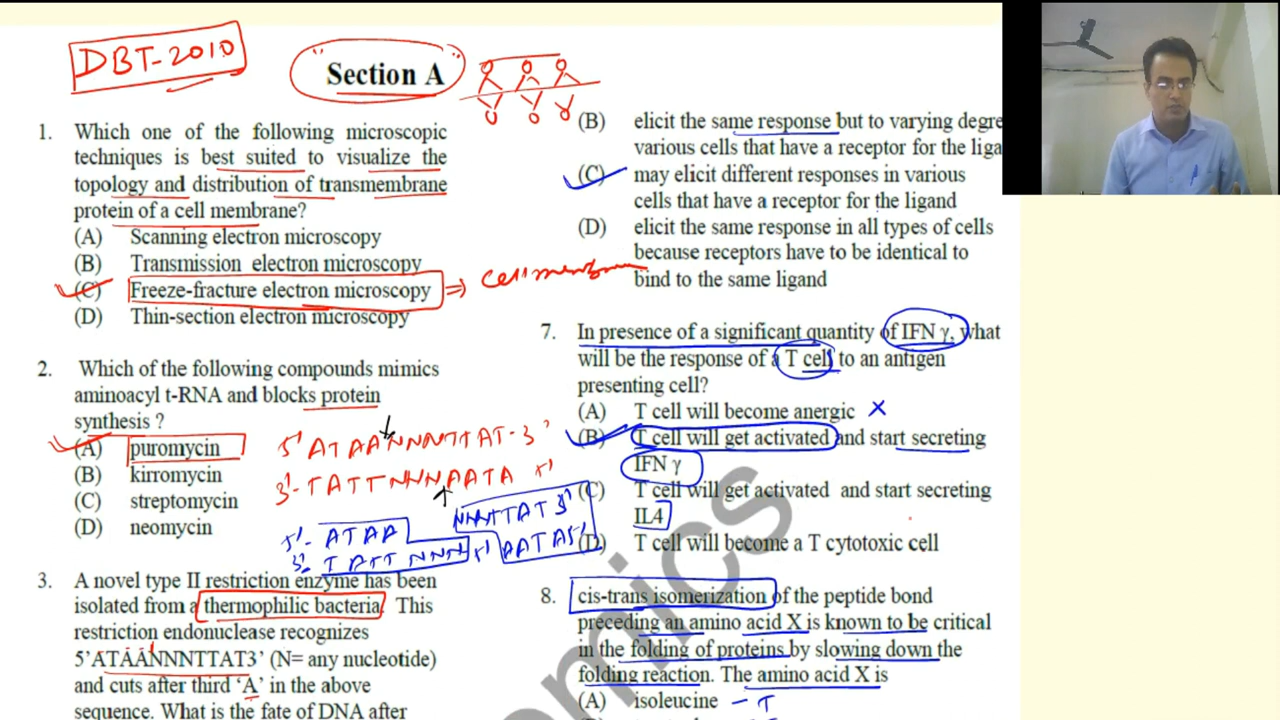 DBT-2010
Section A
1. Which one of the following microscopic
techniques is best suited to visualize the
topology and distribution of transmembrane
protein of a cell membrane?
(A) Scanning electron microscopy
(B) Transmission electron microscopy
(C) Freeze-fracture electron microscopy ⇒ cell membrane
(D) Thin-section electron microscopy
2. Which of the following compounds mimics
aminoacyl t-RNA and blocks protein
synthesis ?
(A) puromycin
(B) kirromycin
(C) streptomycin
(D) neomycin
5' ATAANNNNTTAT-3'
3'-TATTNNNAATA 5'
NNNTTAT 3'
5'- ATAA
3'- TATTNNN 5' AATA5'
3. A novel type II restriction enzyme has been
isolated from a thermophilic bacteria. This
restriction endonuclease recognizes
5'ATAANNNTTAT3' (N= any nucleotide)
and cuts after third 'A' in the above
sequence. What is the fate of DNA after
(B) elicit the same response but to varying degre
various cells that have a receptor for the liga
(C) may elicit different responses in various
cells that have a receptor for the ligand
(D) elicit the same response in all types of cells
because receptors have to be identical to
bind to the same ligand
7. In presence of a significant quantity of IFN γ, what
will be the response of a T cell to an antigen
presenting cell?
(A) T cell will become anergic x
(B) T cell will get activated and start secreting
IFN γ
(C) T cell will get activated and start secreting
IL4
(D) T cell will become a T cytotoxic cell
8. cis-trans isomerization of the peptide bond
preceding an amino acid X is known to be critical
in the folding of proteins by slowing down the
folding reaction. The amino acid X is
(A) isoleucine - T
omics